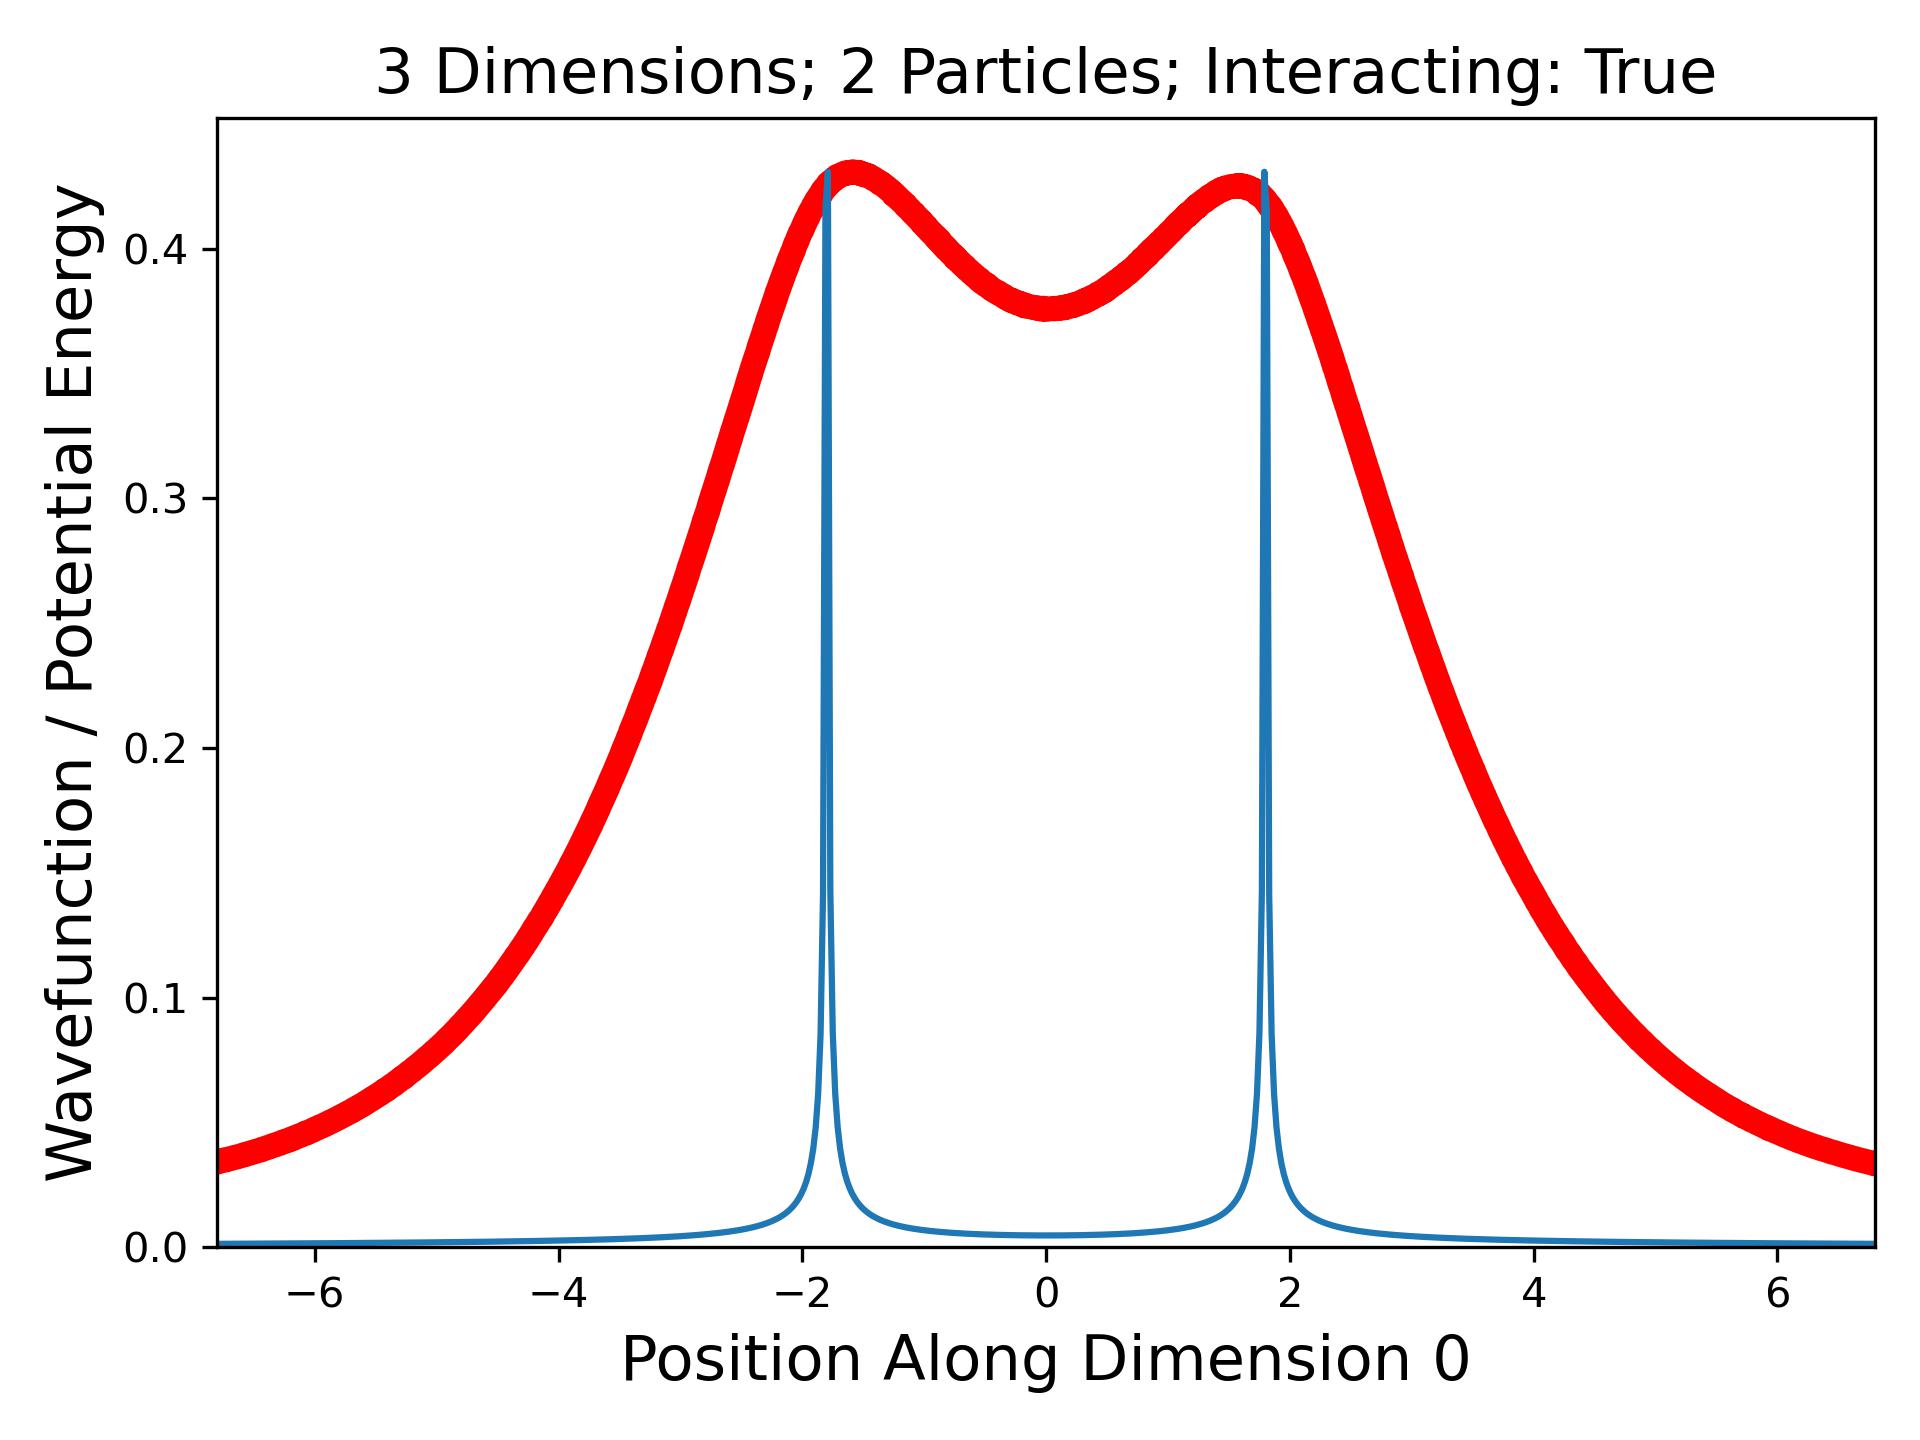 3 Dimensions; 2 Particles; Interacting: True
Wavefunction / Potential Energy
0.4
0.3
0.2
0.1
0.0
−6 −4 −2 0 2 4 6
Position Along Dimension 0